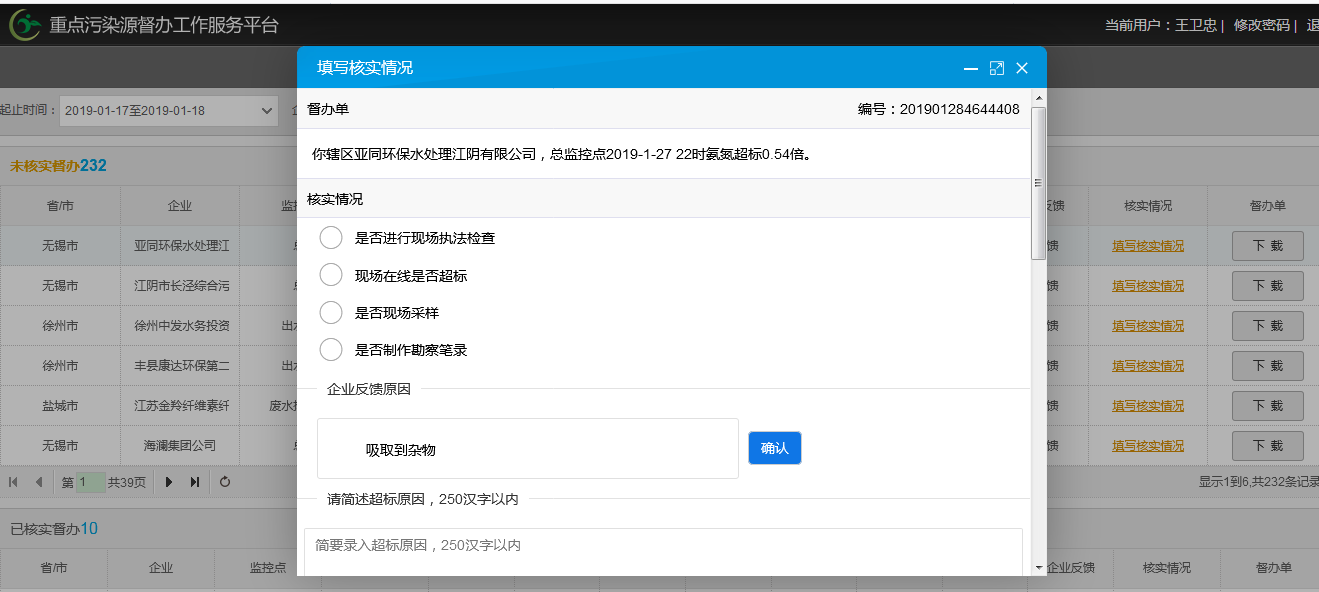 重点污染源督办工作服务平台
当前用户：王卫忠 | 修改密码 | 退
填写核实情况
起止时间： 2019-01-17至2019-01-18
督办单 编号：201901284644408
你辖区亚同环保水处理江阴有限公司，总监控点2019-1-27 22时氨氮超标0.54倍。
未核实督办232
核实情况
省/市 企业 监控 反馈 核实情况 督办单
是否进行现场执法检查
无锡市 亚同环保水处理江 馈 填写核实情况 下 载
现场在线是否超标
无锡市 江阴市长泾综合污 馈 填写核实情况 下 载
是否现场采样
徐州市 徐州中发水务投资 出水 馈 填写核实情况 下 载
是否制作勘察笔录
徐州市 丰县康达环保第二 出水 馈 填写核实情况 下 载
企业反馈原因
盐城市 江苏金羚纤维素纤 废水排 馈 填写核实情况 下 载
吸取到杂物 确认
无锡市 海澜集团公司 馈 填写核实情况 下 载
第 1 共39页 显示1到6,共232条记录
请简述超标原因，250汉字以内
已核实督办10
简要录入超标原因，250汉字以内
省/市 企业 监控点 企业反馈 核实情况 督办单